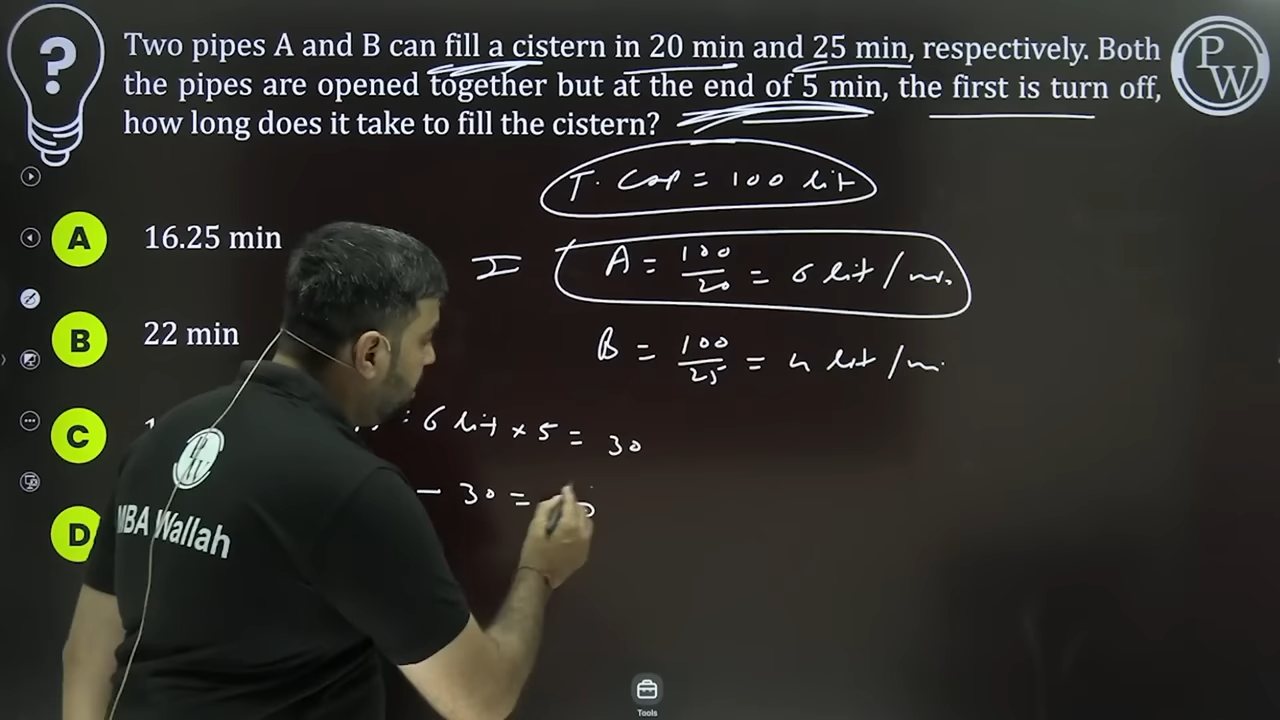 Two pipes A and B can fill a cistern in 20 min and 25 min, respectively. Both
the pipes are opened together but at the end of 5 min, the first is turn off,
how long does it take to fill the cistern?
?
P
W
T. Cap = 100 lit
A 16.25 min
I A = 100/20 = 6 lit/min
B 22 min
B = 100/25 = 4 lit/m
C
: 6 lit × 5 = 30
- 30 =
D
MBA Wallah
Tools